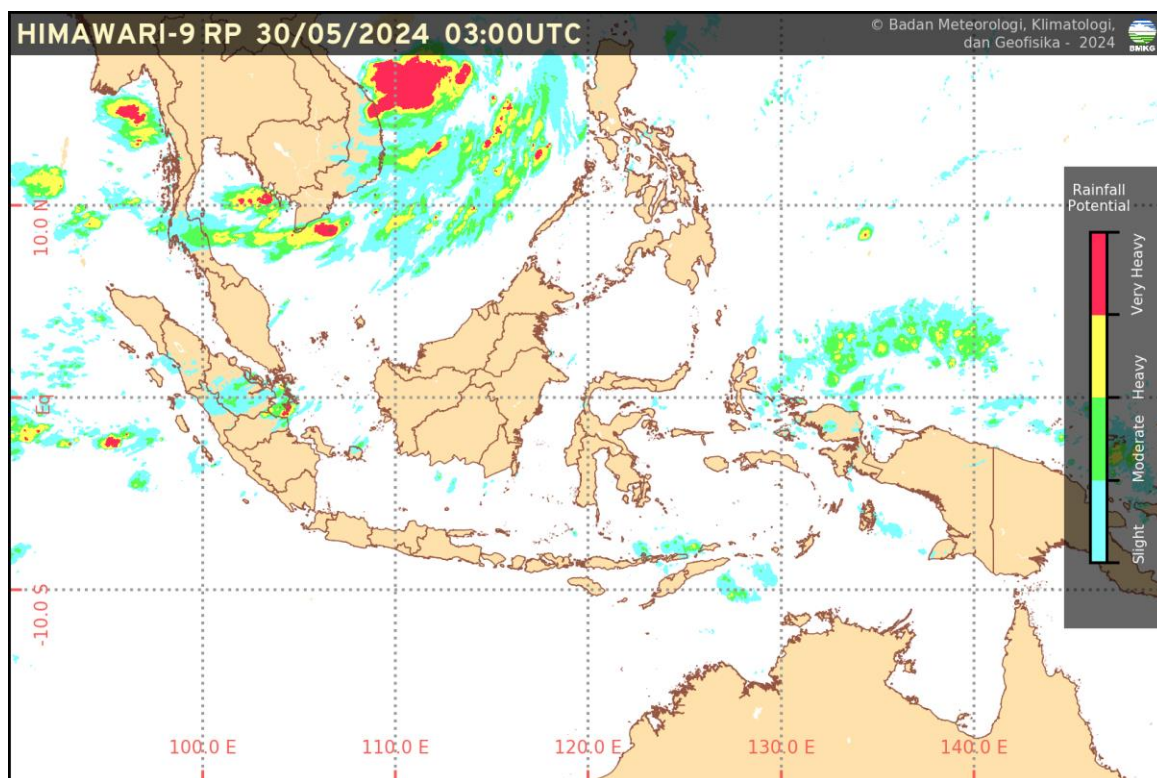 HIMAWARI-9 RP 30/05/2024 03:00UTC
© Badan Meteorologi, Klimatologi,
dan Geofisika - 2024
BMKG
Rainfall
Potential
Very Heavy
Heavy
Moderate
Slight
10.0 N
Eq
-10.0 S
100.0 E
110.0 E
120.0 E
130.0 E
140.0 E